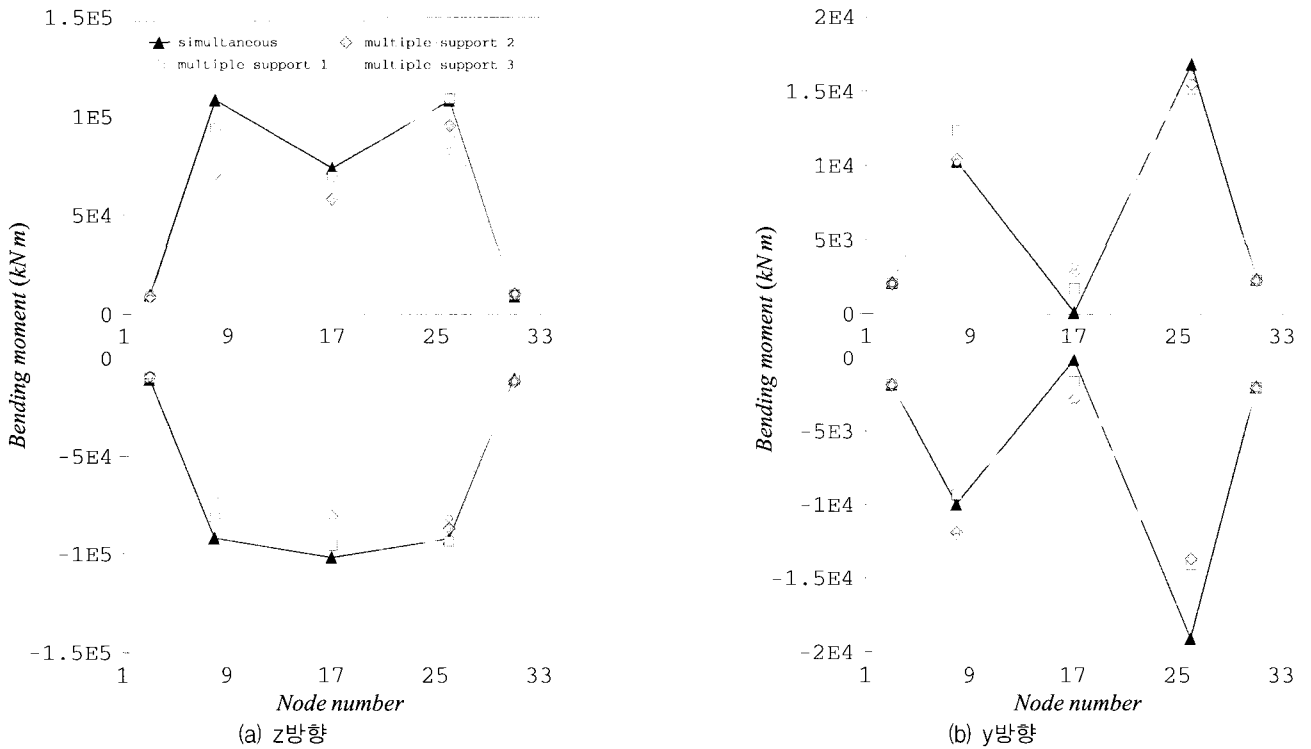 1.5E5
simultaneous
multiple support 2
multiple support 1
multiple support 3
1E5
5E4
0
1 9 17 25 33
0
-5E4
-1E5
-1.5E5
1 9 17 25 33
Bending moment (kN m)
Node number
(a) z방향
2E4
1.5E4
1E4
5E3
0
1 9 17 25 33
0
-5E3
-1E4
-1.5E4
-2E4
1 9 17 25 33
Bending moment (kN m)
Node number
(b) y방향